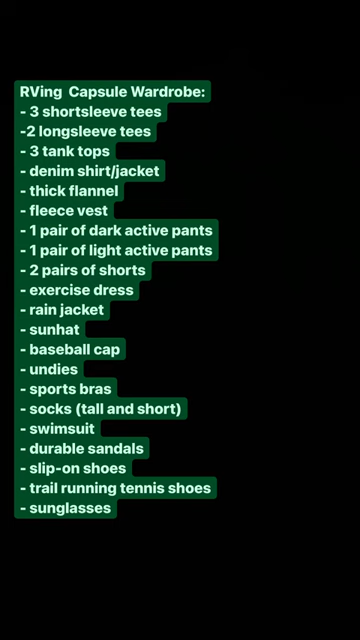 RVing  Capsule Wardrobe:
- 3 shortsleeve tees
-2 longsleeve tees
- 3 tank tops
- denim shirt/jacket
- thick flannel
- fleece vest
- 1 pair of dark active pants
- 1 pair of light active pants
- 2 pairs of shorts
- exercise dress
- rain jacket
- sunhat
- baseball cap
- undies
- sports bras
- socks (tall and short)
- swimsuit
- durable sandals
- slip-on shoes
- trail running tennis shoes
- sunglasses